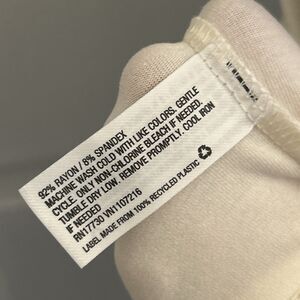 92% RAYON / 8% SPANDEX
MACHINE WASH COLD WITH LIKE COLORS. GENTLE
CYCLE. ONLY NON-CHLORINE BLEACH IF NEEDED.
TUMBLE DRY LOW. REMOVE PROMPTLY. COOL IRON
IF NEEDED
RN17730 VN1107216
LABEL MADE FROM 100% RECYCLED PLASTIC